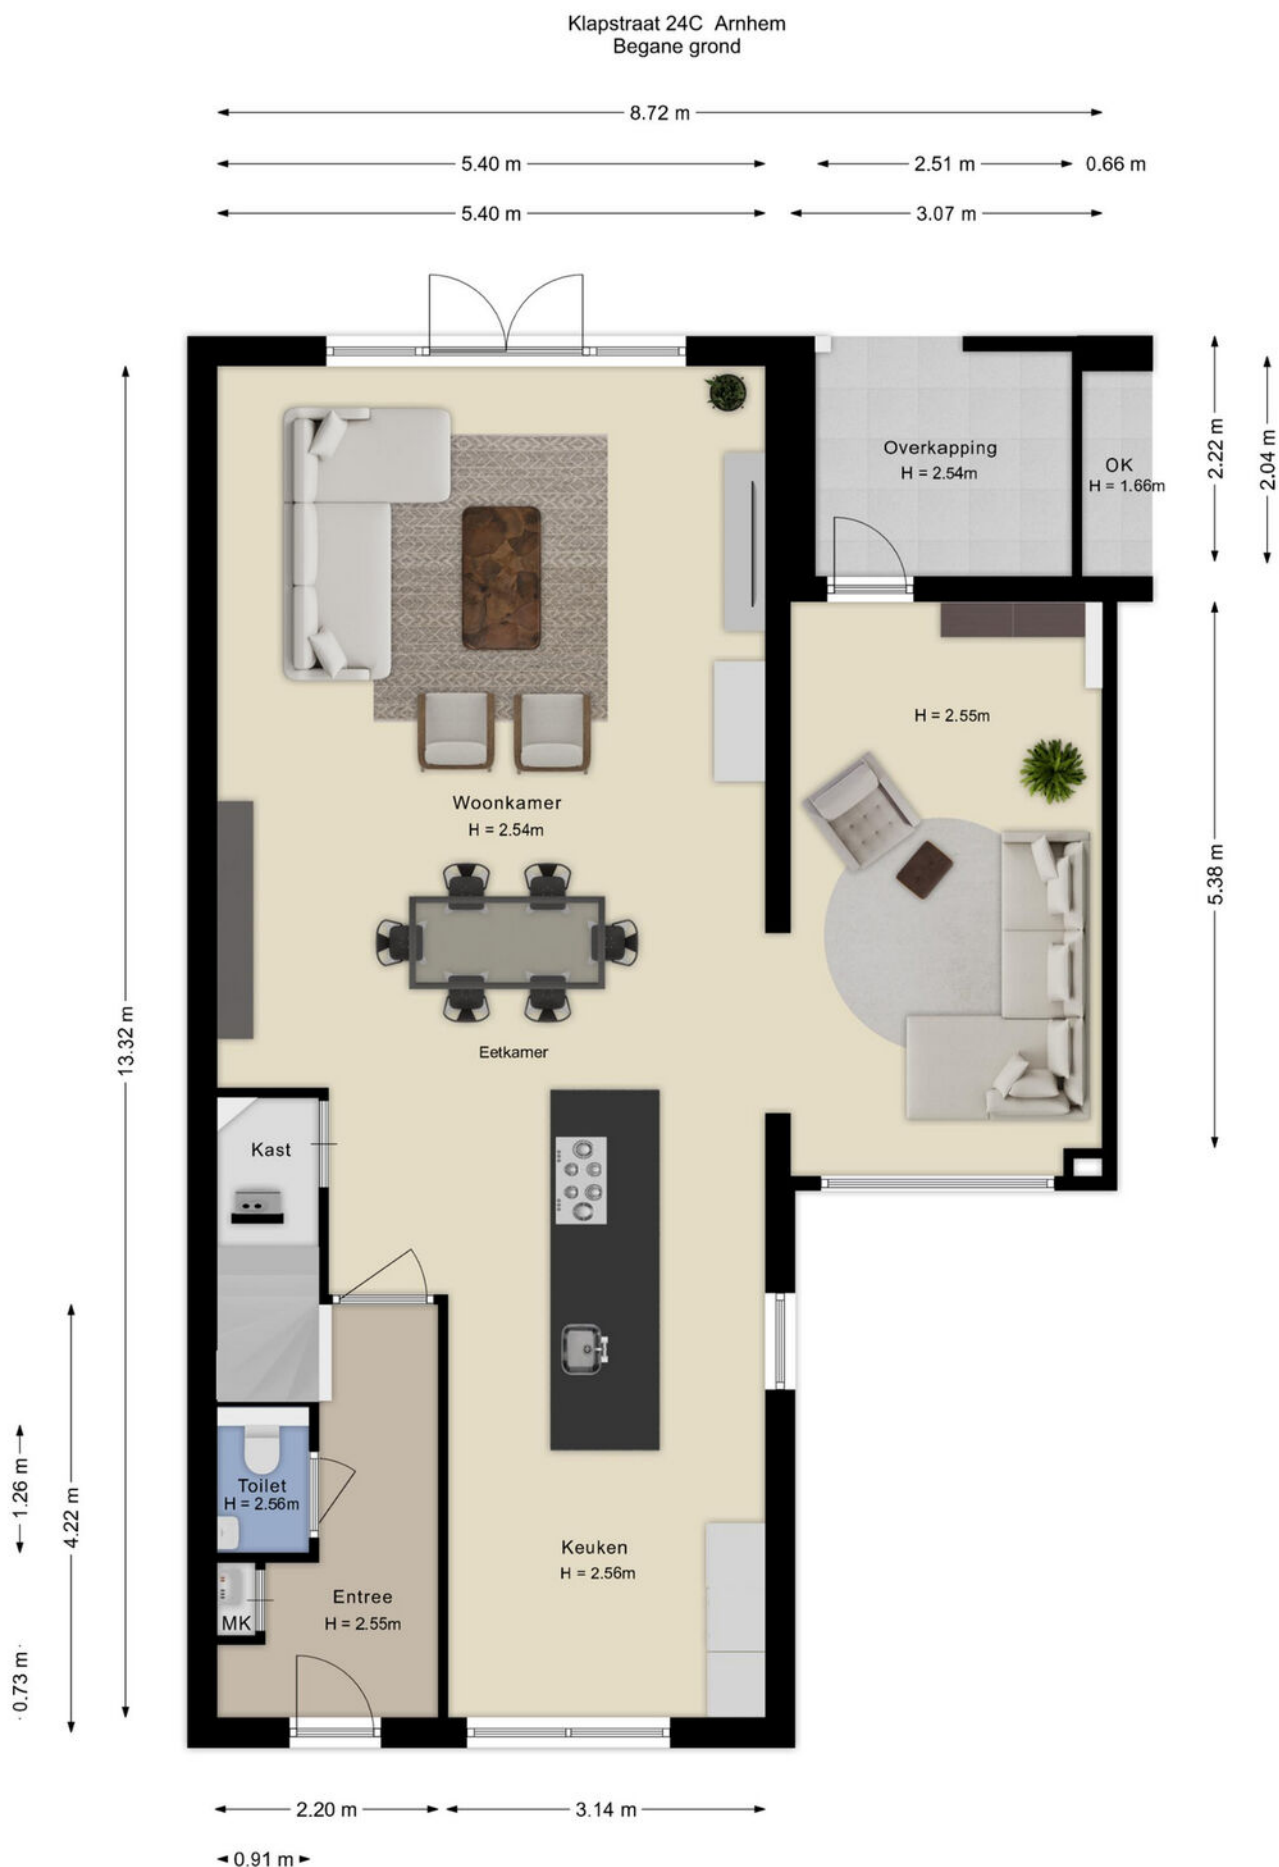 Klapstraat 24C Arnhem
Begane grond
8.72 m
5.40 m
2.51 m
0.66 m
5.40 m
3.07 m
2.22 m
2.04 m
Overkapping
H = 2.54m
OK
H = 1.66m
H = 2.55m
Woonkamer
H = 2.54m
5.38 m
13.32 m
Eetkamer
Kast
Toilet
H = 2.56m
1.26 m
4.22 m
Keuken
H = 2.56m
Entree
H = 2.55m
MK
0.73 m
2.20 m
3.14 m
0.91 m